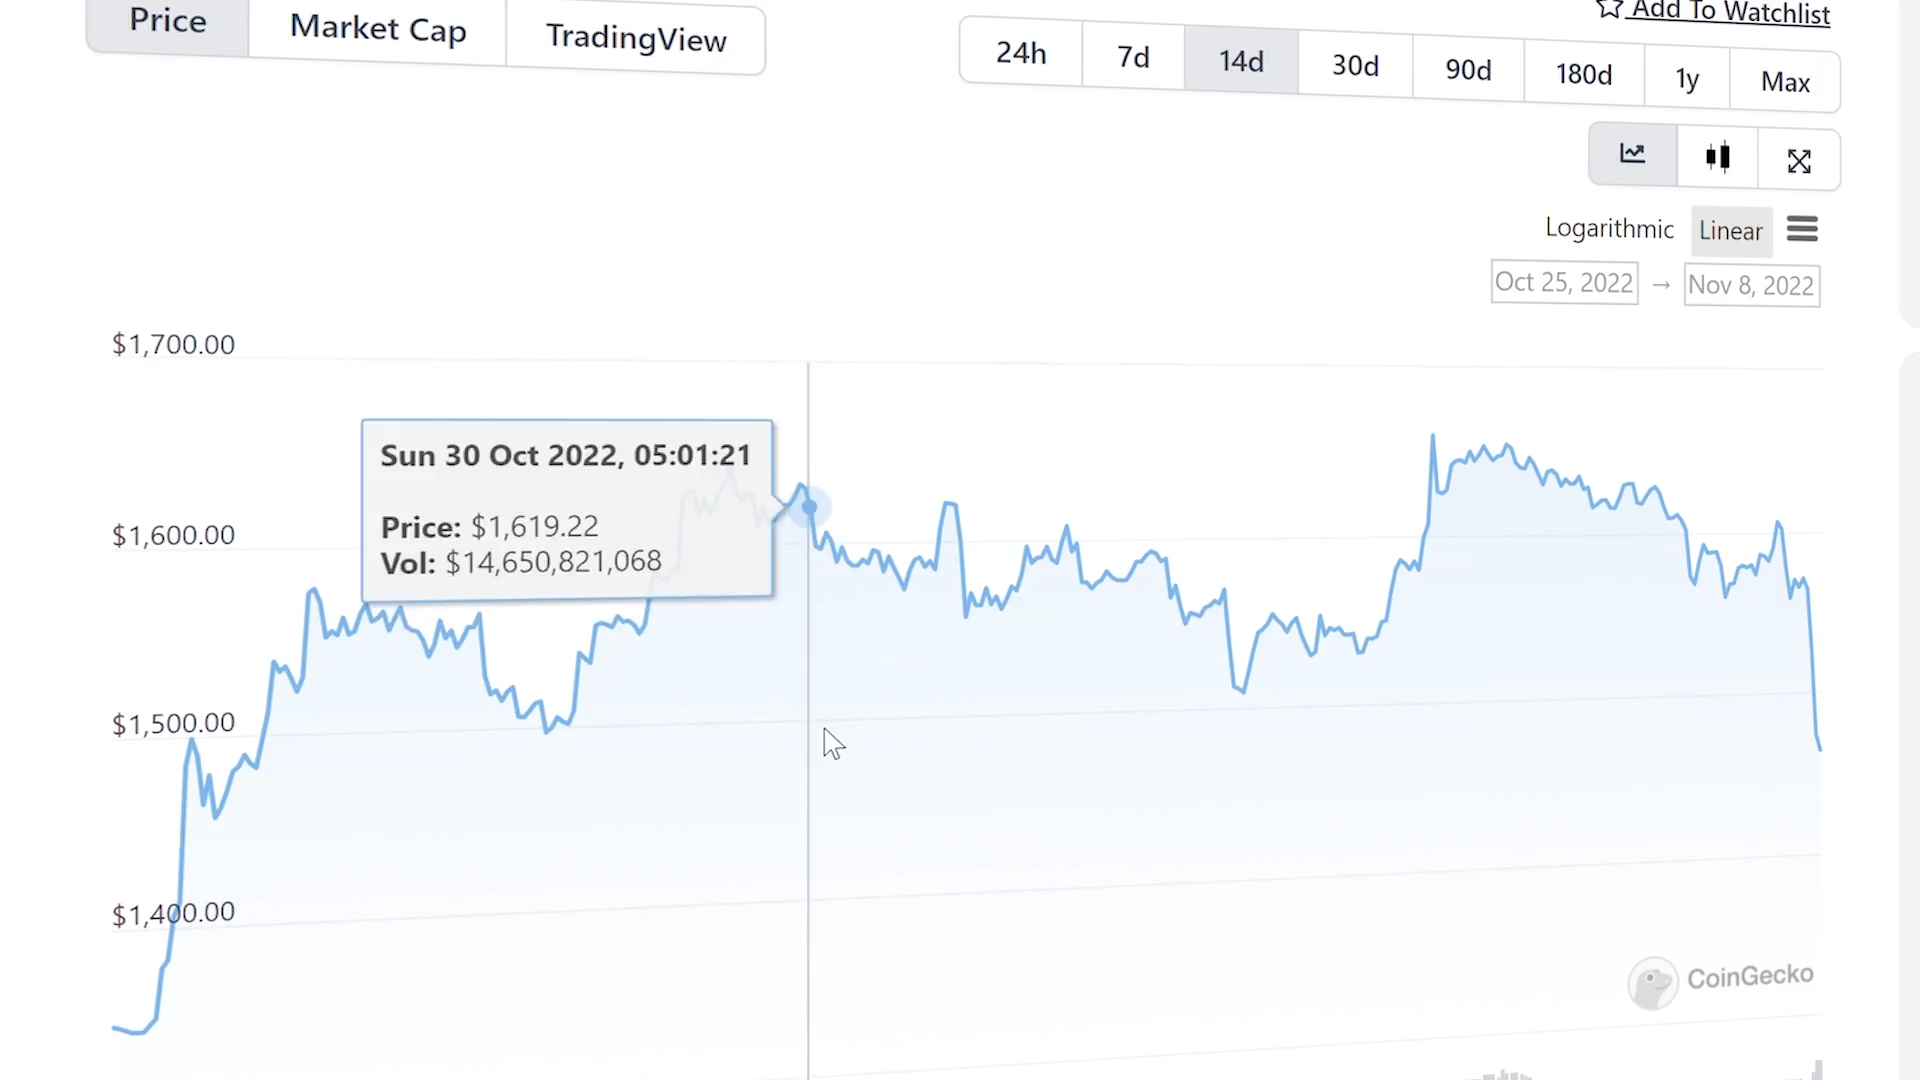 Price Market Cap TradingView
Add To Watchlist
24h 7d 14d 30d 90d 180d 1y Max
Logarithmic Linear
Oct 25, 2022 → Nov 8, 2022
$1,700.00
Sun 30 Oct 2022, 05:01:21
Price: $1,619.22
Vol: $14,650,821,068
$1,600.00
$1,500.00
$1,400.00
CoinGecko